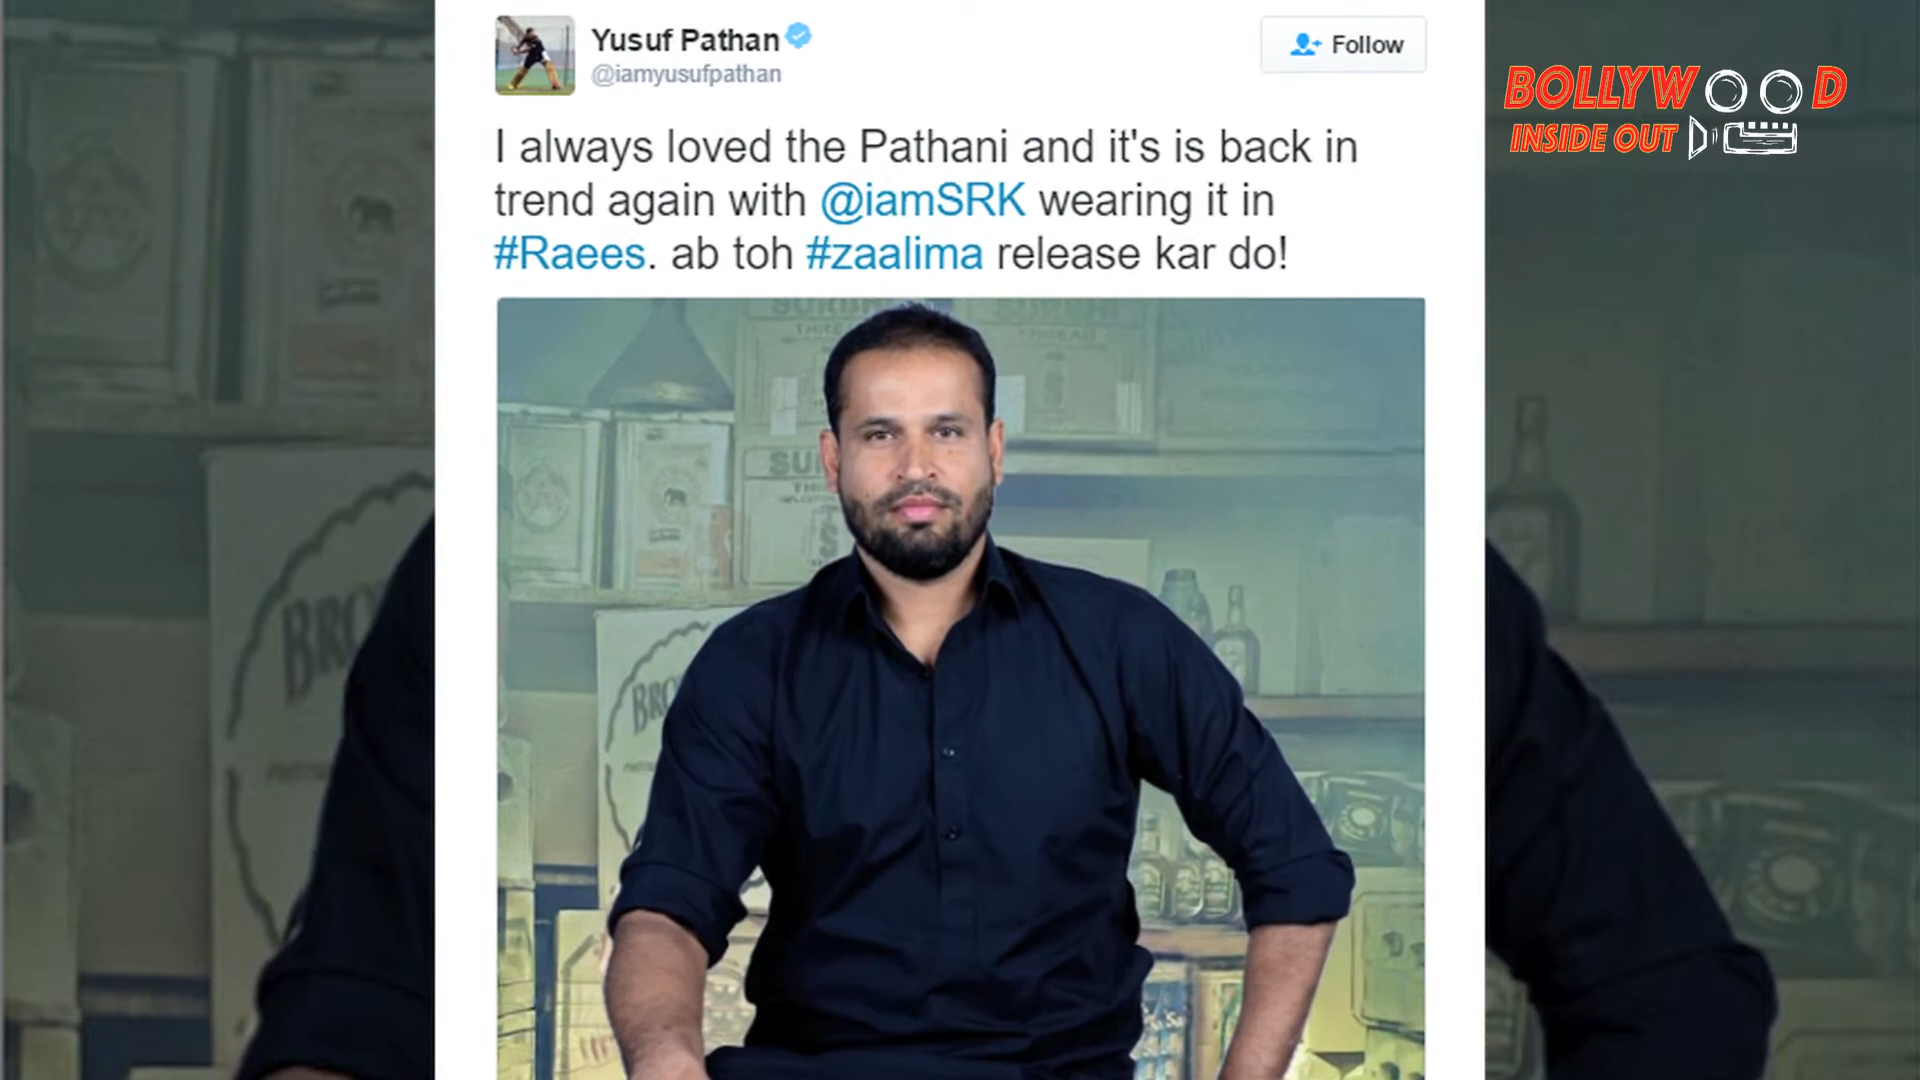 Yusuf Pathan
@iamyusufpathan
Follow
BOLLYWOOD
INSIDE OUT
I always loved the Pathani and it's is back in
trend again with @iamSRK wearing it in
#Raees. ab toh #zaalima release kar do!